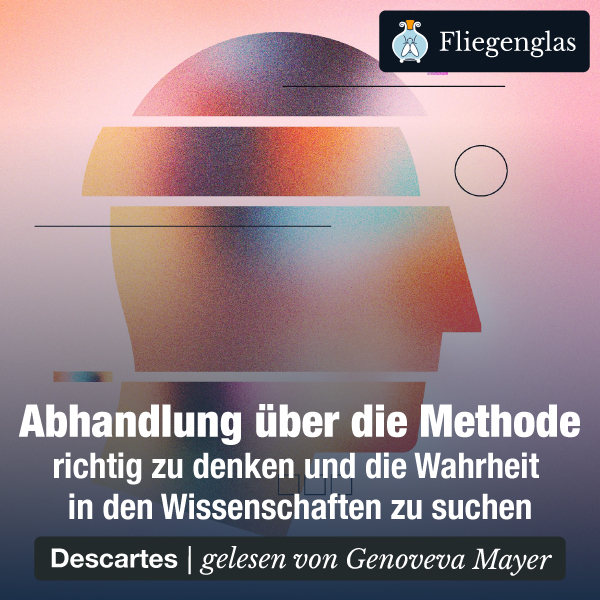 Fliegenglas
Abhandlung über die Methode
richtig zu denken und die Wahrheit
in den Wissenschaften zu suchen
Descartes | gelesen von Genoveva Mayer